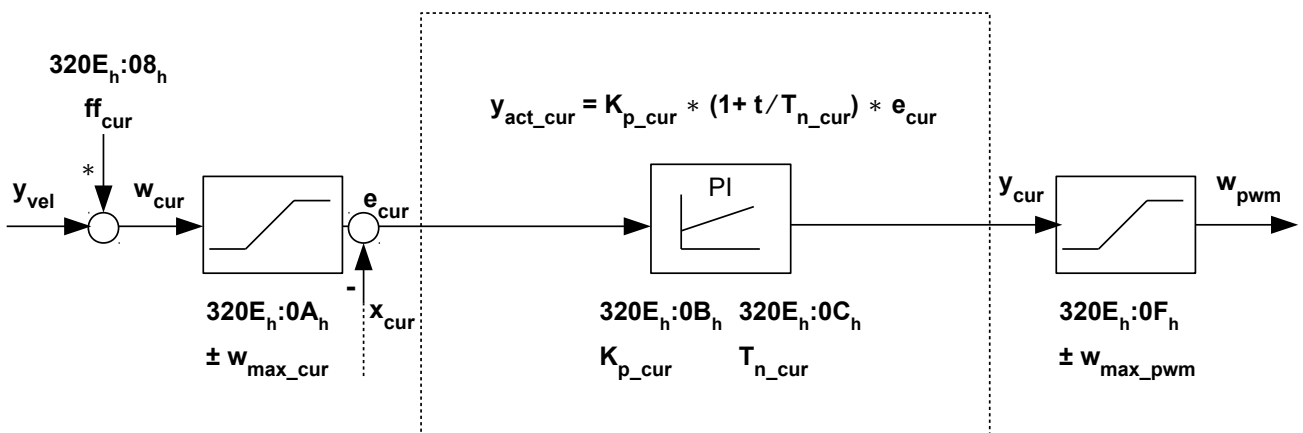 320E_h:08_h
ff_cur
y_act_cur = K_p_cur * (1+ t/T_n_cur) * e_cur
*
y_vel
w_cur
e_cur
PI
y_cur
w_pwm
-
x_cur
320E_h:0A_h
± w_max_cur
320E_h:0B_h 320E_h:0C_h
K_p_cur T_n_cur
320E_h:0F_h
± w_max_pwm